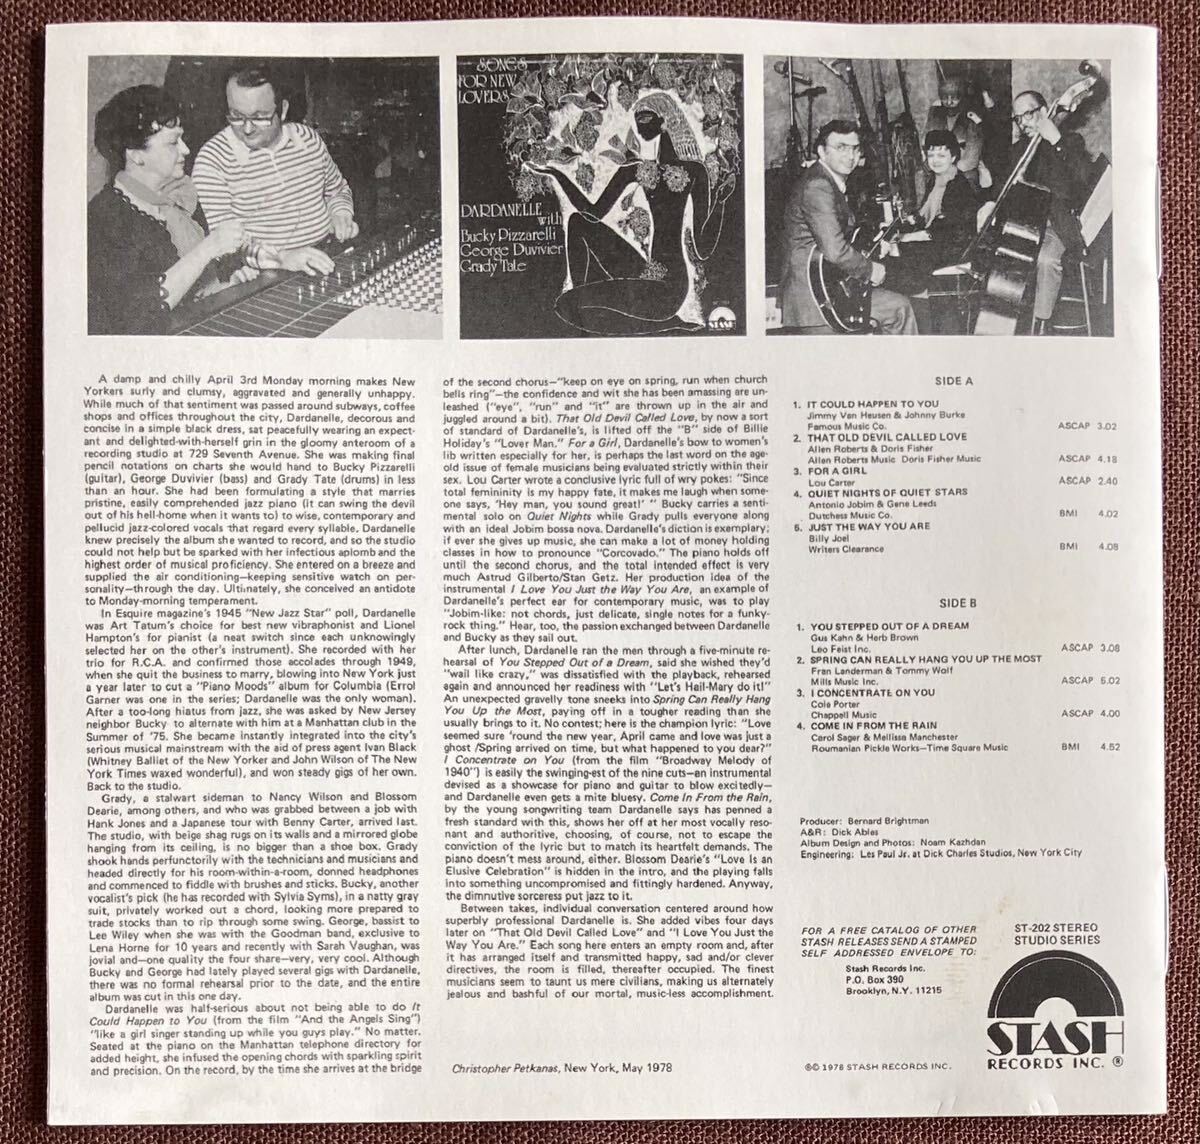 SONGS
FOR NEW
LOVERS
DARDANELLE
with
Bucky Pizzarelli
George Duvivier
Grady Tate
STASH
A damp and chilly April 3rd Monday morning makes New
Yorkers surly and clumsy, aggravated and generally unhappy.
While much of that sentiment was passed around subways, coffee
shops and offices throughout the city, Dardanelle, decorous and
concise in a simple black dress, sat peacefully wearing an expect-
ant and delighted-with-herself grin in the gloomy anteroom of a
recording studio at 729 Seventh Avenue. She was making final
pencil notations on charts she would hand to Bucky Pizzarelli
(guitar), George Duvivier (bass) and Grady Tate (drums) in less
than an hour. She had been formulating a style that marries
pristine, easily comprehended jazz piano (it can swing the devil
out of his hell-home when it wants to) to wise, contemporary and
pellucid jazz-colored vocals that regard every syllable. Dardanelle
knew precisely the album she wanted to record, and so the studio
could not help but be sparked with her infectious aplomb and the
highest order of musical proficiency. She entered on a breeze and
supplied the air conditioning—keeping sensitive watch on per-
sonality—through the day. Ultimately, she conceived an antidote
to Monday-morning temperament.
In Esquire magazine's 1945 "New Jazz Star" poll, Dardanelle
was Art Tatum's choice for best new vibraphonist and Lionel
Hampton's for pianist (a neat switch since each unknowingly
selected her on the other's instrument). She recorded with her
trio for R.C.A. and confirmed those accolades through 1949,
when she quit the business to marry, blowing into New York just
a year later to cut a "Piano Moods" album for Columbia (Errol
Garner was one in the series; Dardanelle was the only woman).
After a too-long hiatus from jazz, she was asked by New Jersey
neighbor Bucky to alternate with him at a Manhattan club in the
Summer of '75. She became instantly integrated into the city's
serious musical mainstream with the aid of press agent Ivan Black
(Whitney Balliet of the New Yorker and John Wilson of The New
York Times waxed wonderful), and won steady gigs of her own.
Back to the studio.
Grady, a stalwart sideman to Nancy Wilson and Blossom
Dearie, among others, and who was grabbed between a job with
Hank Jones and a Japanese tour with Benny Carter, arrived last.
The studio, with beige shag rugs on its walls and a mirrored globe
hanging from its ceiling, is no bigger than a shoe box. Grady
shook hands perfunctorily with the technicians and musicians and
headed directly for his room-within-a-room, donned headphones
and commenced to fiddle with brushes and sticks. Bucky, another
vocalist's pick (he has recorded with Sylvia Syms), in a natty gray
suit, privately worked out a chord, looking more prepared to
trade stocks than to rip through some swing. George, bassist to
Lee Wiley when she was with the Goodman band, exclusive to
Lena Horne for 10 years and recently with Sarah Vaughan, was
jovial and—one quality the four share—very, very cool. Although
Bucky and George had lately played several gigs with Dardanelle,
there was no formal rehearsal prior to the date, and the entire
album was cut in this one day.
Dardanelle was half-serious about not being able to do It
Could Happen to You (from the film "And the Angels Sing")
"like a girl singer standing up while you guys play." No matter.
Seated at the piano on the Manhattan telephone directory for
added height, she infused the opening chords with sparkling spirit
and precision. On the record, by the time she arrives at the bridge
of the second chorus—"keep on eye on spring, run when church
bells ring"—the confidence and wit she has been amassing are un-
leashed ("eye", "run" and "it" are thrown up in the air and
juggled around a bit). That Old Devil Called Love, by now a sort
of standard of Dardanelle's, is lifted off the "B" side of Billie
Holiday's "Lover Man." For a Girl, Dardanelle's bow to women's
lib written especially for her, is perhaps the last word on the age-
old issue of female musicians being evaluated strictly within their
sex. Lou Carter wrote a conclusive lyric full of wry pokes: "Since
total femininity is my happy fate, it makes me laugh when some-
one says, 'Hey man, you sound great!' " Bucky carries a senti-
mental solo on Quiet Nights while Grady pulls everyone along
with an ideal Jobim bossa nova. Dardanelle's diction is exemplary;
if ever she gives up music, she can make a lot of money holding
classes in how to pronounce "Corcovado." The piano holds off
until the second chorus, and the total intended effect is very
much Astrud Gilberto/Stan Getz. Her production idea of the
instrumental I Love You Just the Way You Are, an example of
Dardanelle's perfect ear for contemporary music, was to play
"Jobim-like: not chords, just delicate, single notes for a funky-
rock thing." Hear, too, the passion exchanged between Dardanelle
and Bucky as they sail out.
After lunch, Dardanelle ran the men through a five-minute re-
hearsal of You Stepped Out of a Dream, said she wished they'd
"wail like crazy," was dissatisfied with the playback, rehearsed
again and announced her readiness with "Let's Hail-Mary do it!"
An unexpected gravelly tone sneeks into Spring Can Really Hang
You Up the Most, paying off in a tougher reading than she
usually brings to it. No contest; here is the champion lyric: "Love
seemed sure 'round the new year, April came and love was just a
ghost /Spring arrived on time, but what happened to you dear?"
I Concentrate on You (from the film "Broadway Melody of
1940") is easily the swinging-est of the nine cuts—an instrumental
devised as a showcase for piano and guitar to blow excitedly—
and Dardanelle even gets a mite bluesy. Come In From the Rain,
by the young songwriting team Dardanelle says has penned a
fresh standard with this, shows her off at her most vocally reso-
nant and authoritive, choosing, of course, not to escape the
conviction of the lyric but to match its heartfelt demands. The
piano doesn't mess around, either. Blossom Dearie's "Love Is an
Elusive Celebration" is hidden in the intro, and the playing falls
into something uncompromised and fittingly hardened. Anyway,
the dimnutive sorceress put jazz to it.
Between takes, individual conversation centered around how
superbly professional Dardanelle is. She added vibes four days
later on "That Old Devil Called Love" and "I Love You Just the
Way You Are." Each song here enters an empty room and, after
it has arranged itself and transmitted happy, sad and/or clever
directives, the room is filled, thereafter occupied. The finest
musicians seem to taunt us mere civilians, making us alternately
jealous and bashful of our mortal, music-less accomplishment.
Christopher Petkanas, New York, May 1978
SIDE A
1. IT COULD HAPPEN TO YOU
Jimmy Van Heusen & Johnny Burke
Famous Music Co. ASCAP 3.02
2. THAT OLD DEVIL CALLED LOVE
Allen Roberts & Doris Fisher
Allen Roberts Music Doris Fisher Music ASCAP 4.18
3. FOR A GIRL
Lou Carter ASCAP 2.40
4. QUIET NIGHTS OF QUIET STARS
Antonio Jobim & Gene Leeds
Dutchess Music Co. BMI 4.02
5. JUST THE WAY YOU ARE
Billy Joel
Writers Clearance BMI 4.08
SIDE B
1. YOU STEPPED OUT OF A DREAM
Gus Kahn & Herb Brown
Leo Feist Inc. ASCAP 3.08
2. SPRING CAN REALLY HANG YOU UP THE MOST
Fran Landerman & Tommy Wolf
Mills Music Inc. ASCAP 5.02
3. I CONCENTRATE ON YOU
Cole Porter
Chappell Music ASCAP 4.00
4. COME IN FROM THE RAIN
Carol Sager & Mellissa Manchester
Roumanian Pickle Works—Time Square Music BMI 4.52
Producer: Bernard Brightman
A&R: Dick Ables
Album Design and Photos: Noam Kazhdan
Engineering: Les Paul Jr. at Dick Charles Studios, New York City
FOR A FREE CATALOG OF OTHER
STASH RELEASES SEND A STAMPED
SELF ADDRESSED ENVELOPE TO:
Stash Records Inc.
P.O. Box 390
Brooklyn, N.Y. 11215
ST-202 STEREO
STUDIO SERIES
STASH
RECORDS INC. ®
℗© 1978 STASH RECORDS INC.